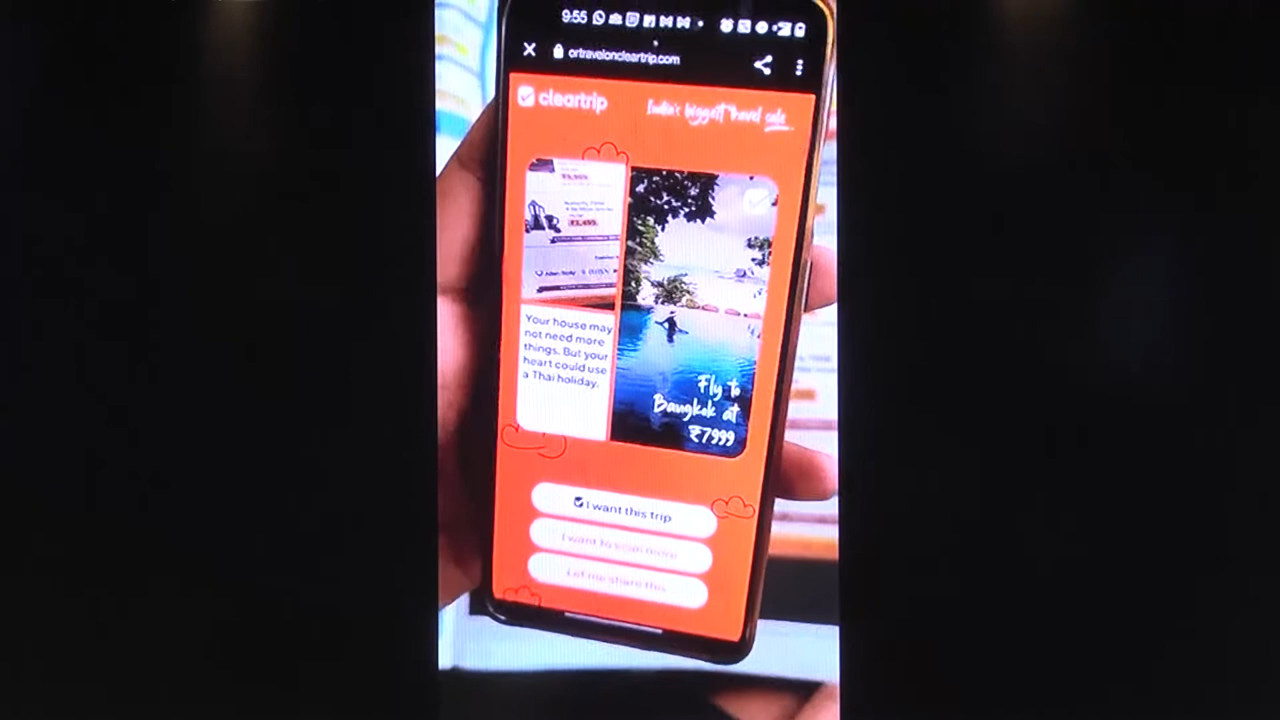 9:55
ortraveloncleartrip.com
cleartrip
India's biggest travel sale
Your house may
not need more
things. But your
heart could use
a Thai holiday.
Fly to
Bangkok at
₹7999
I want this trip
I want to scan more
Let me share this